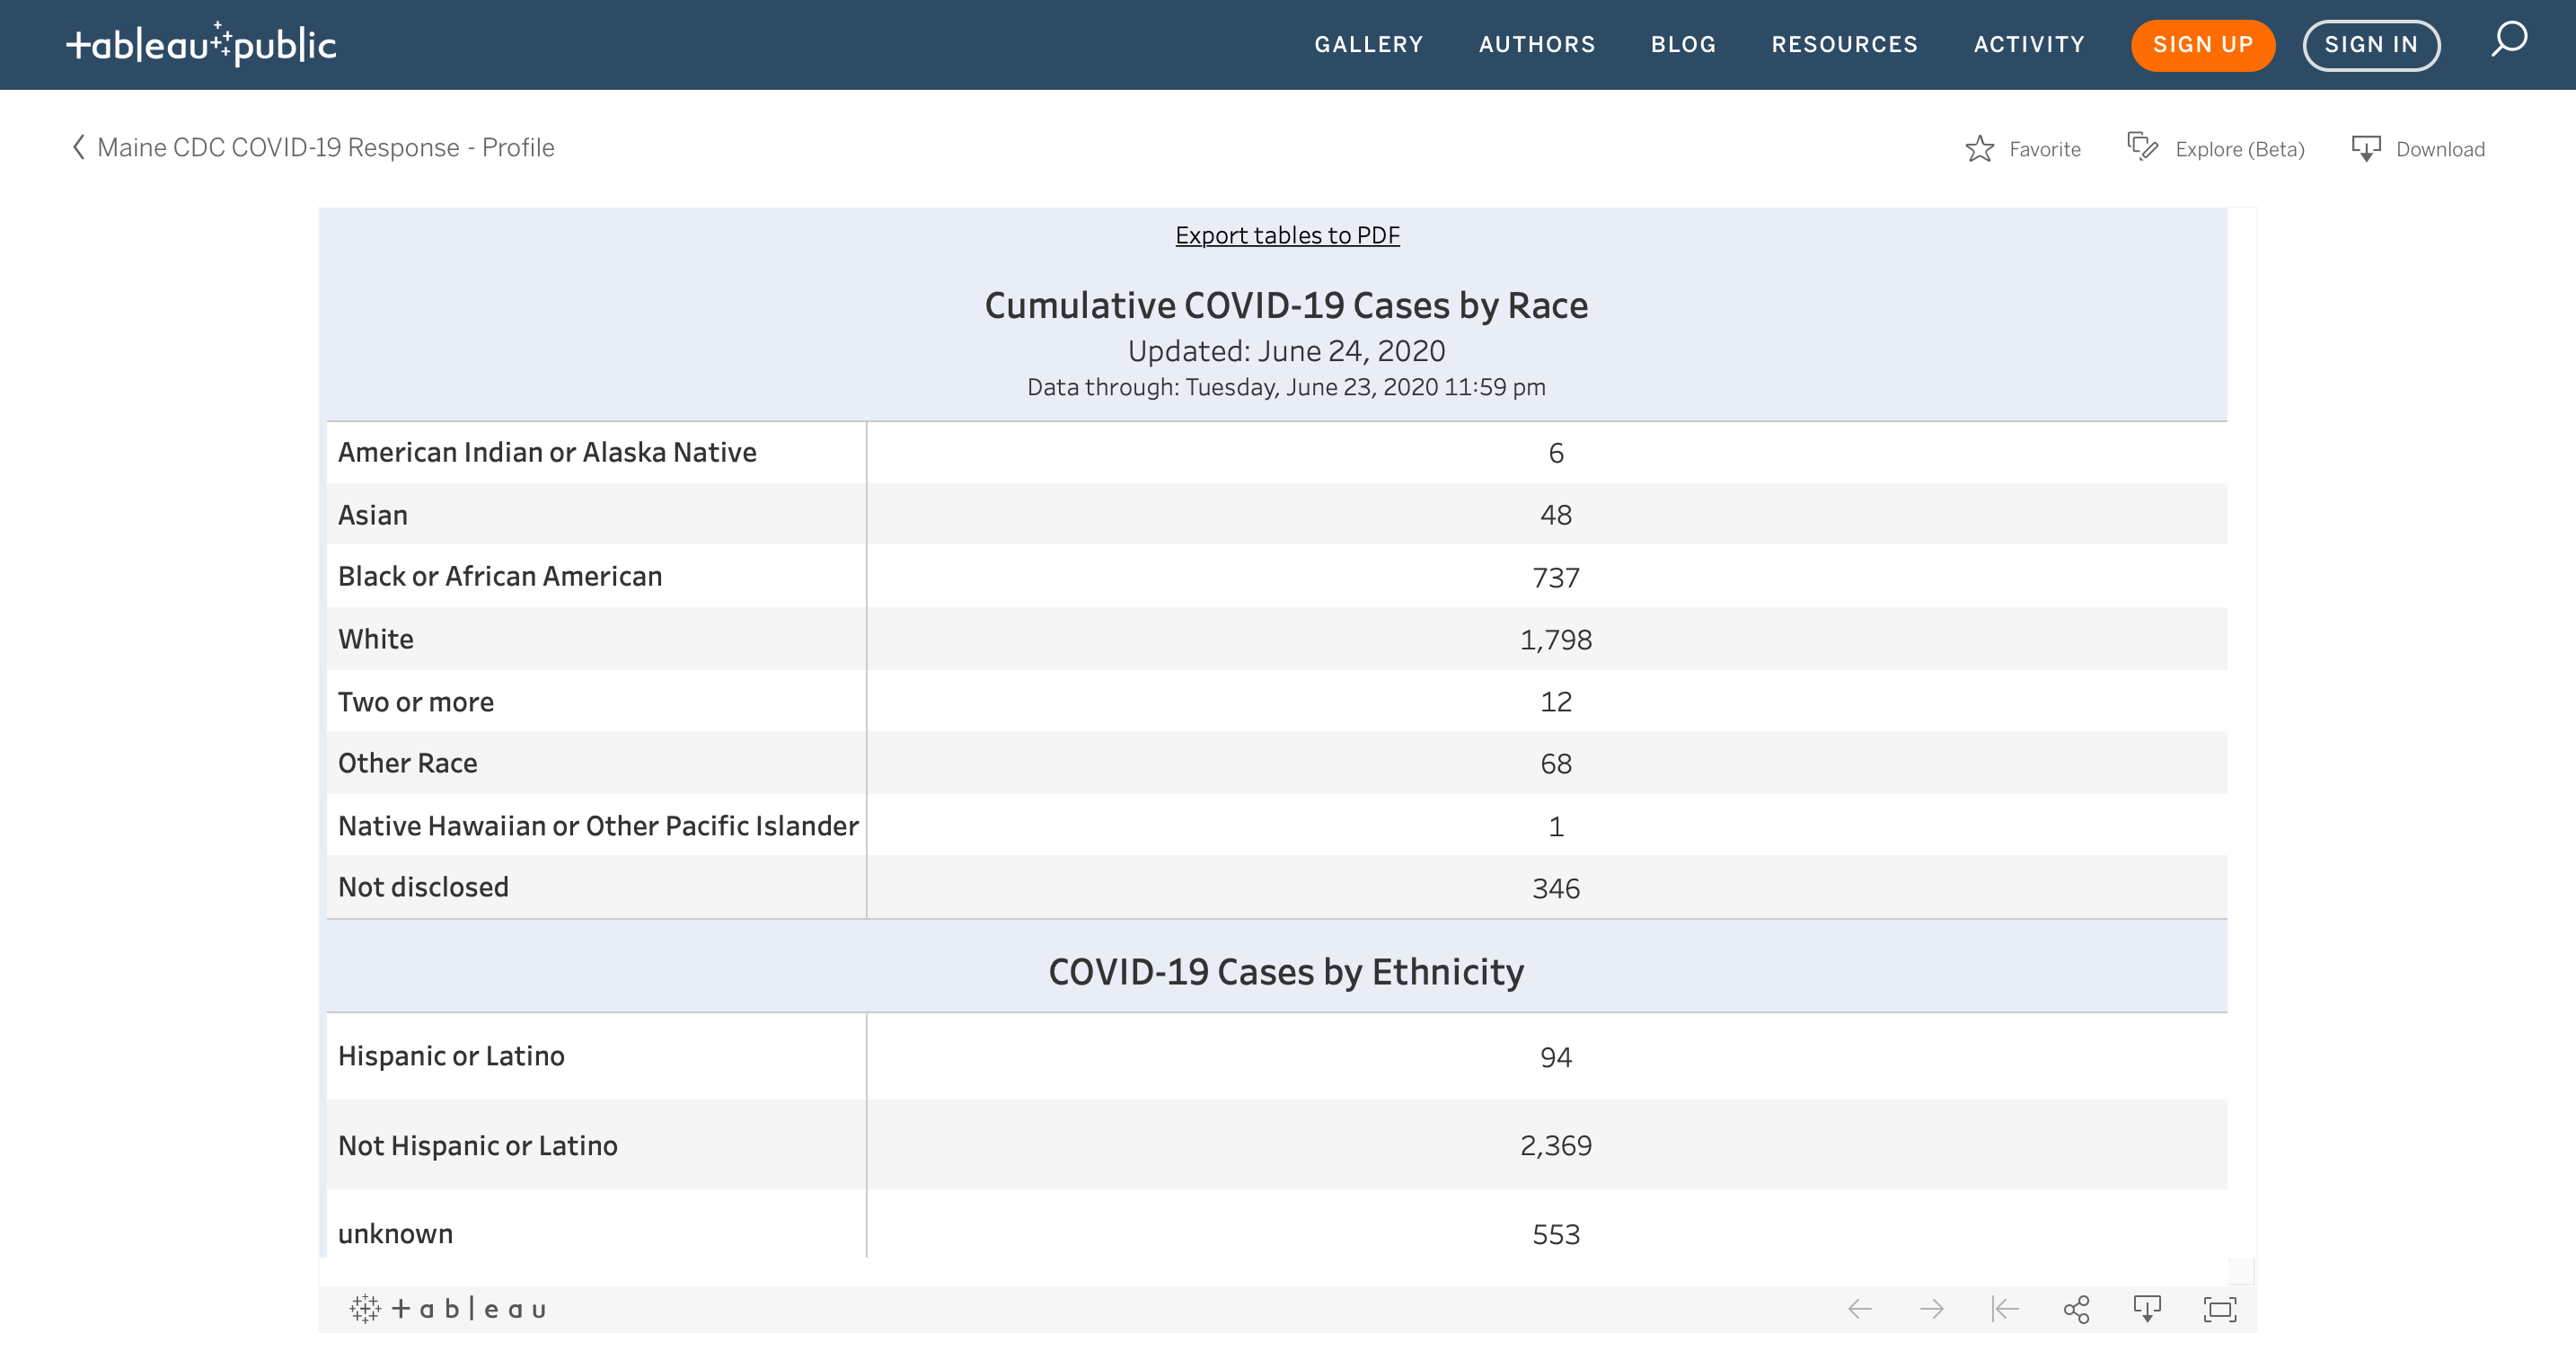 tableau public GALLERY AUTHORS BLOG RESOURCES ACTIVITY SIGN UP SIGN IN
Maine CDC COVID-19 Response - Profile Favorite Explore (Beta) Download
Export tables to PDF
Cumulative COVID-19 Cases by Race
Updated: June 24, 2020
Data through: Tuesday, June 23, 2020 11:59 pm
American Indian or Alaska Native 6
Asian 48
Black or African American 737
White 1,798
Two or more 12
Other Race 68
Native Hawaiian or Other Pacific Islander 1
Not disclosed 346
COVID-19 Cases by Ethnicity
Hispanic or Latino 94
Not Hispanic or Latino 2,369
unknown 553
tableau